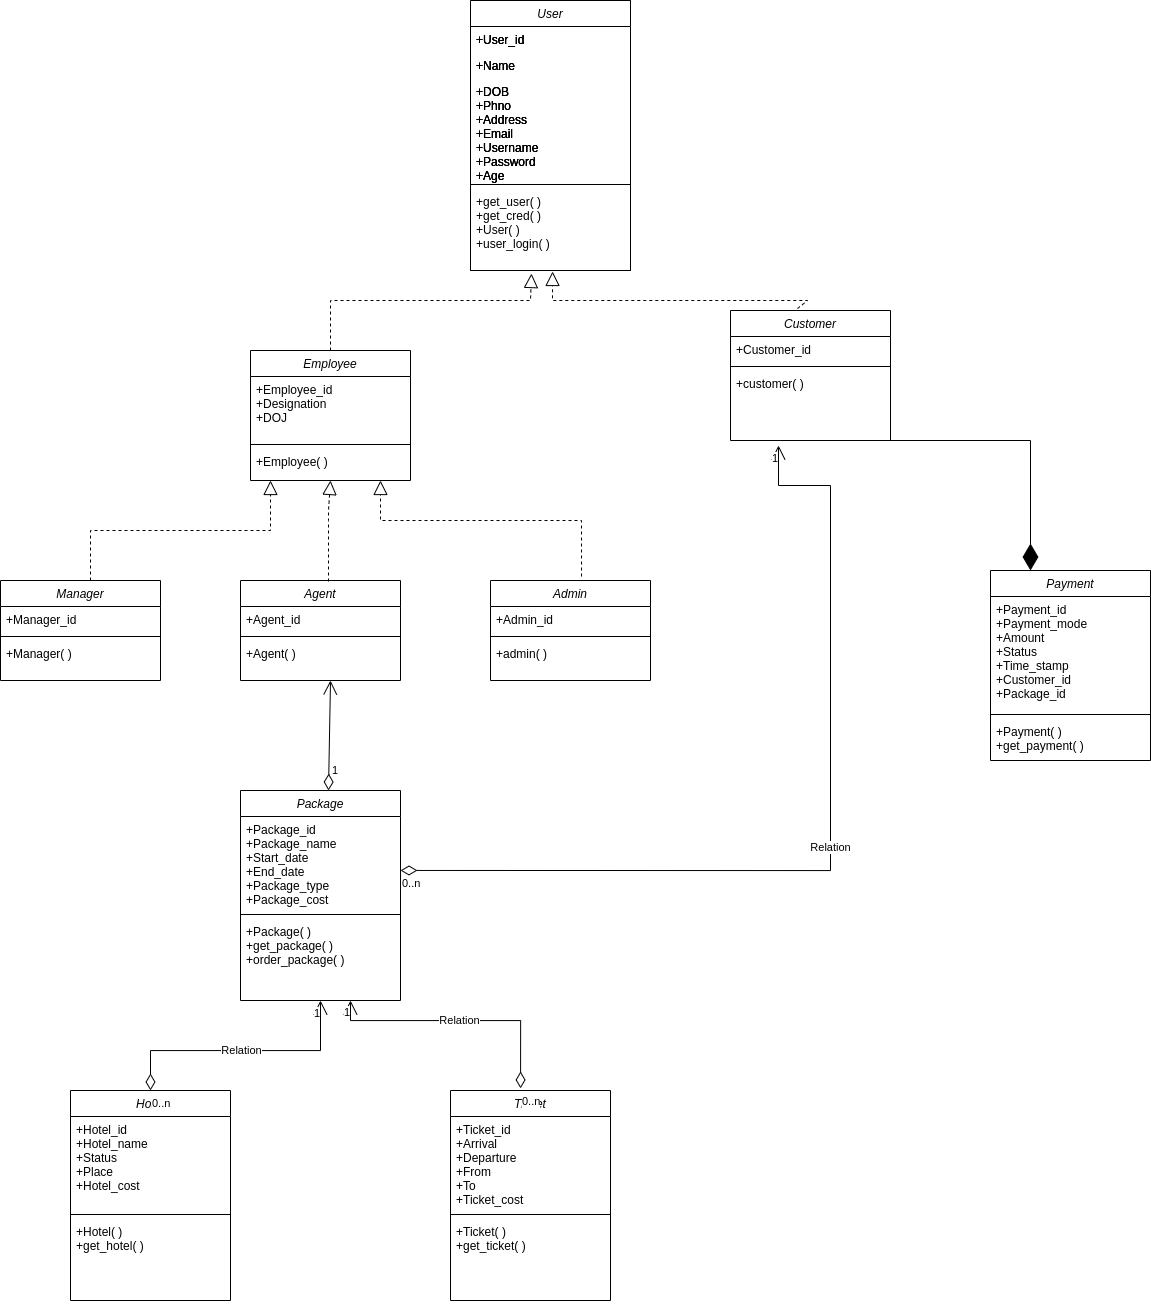 User
+User_id
+Name
+DOB
+Phno
+Address
+Email
+Username
+Password
+Age
+get_user( )
+get_cred( )
+User( )
+user_login( )
Customer
+Customer_id
+customer( )
Employee
+Employee_id
+Designation
+DOJ
+Employee( )
1
Manager
+Manager_id
+Manager( )
Agent
+Agent_id
+Agent( )
Admin
+Admin_id
+admin( )
Payment
+Payment_id
+Payment_mode
+Amount
+Status
+Time_stamp
+Customer_id
+Package_id
+Payment( )
+get_payment( )
1
Package
+Package_id
+Package_name
+Start_date
+End_date
+Package_type
+Package_cost
+Package( )
+get_package( )
+order_package( )
Relation
0..n
1
1
Relation
Relation
0..n
+Hotel_id
+Hotel_name
+Status
+Place
+Hotel_cost
+Hotel( )
+get_hotel( )
0..n
+Ticket_id
+Arrival
+Departure
+From
+To
+Ticket_cost
+Ticket( )
+get_ticket( )